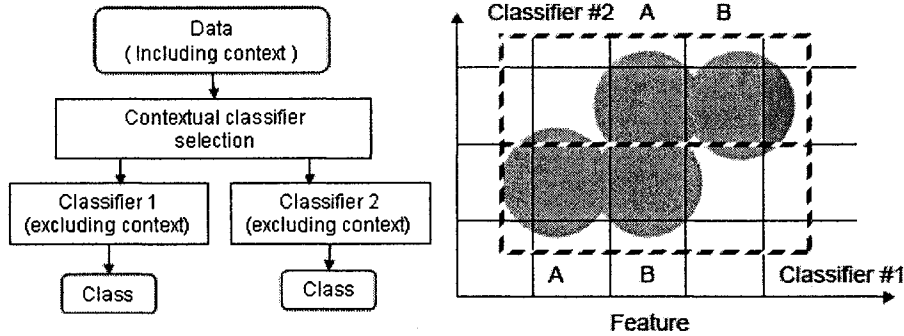 Data
( Including context )
Contextual classifier
selection
Classifier 1
(excluding context)
Classifier 2
(excluding context)
Class
Class
Classifier #2 A B
A B
Classifier #1
Feature